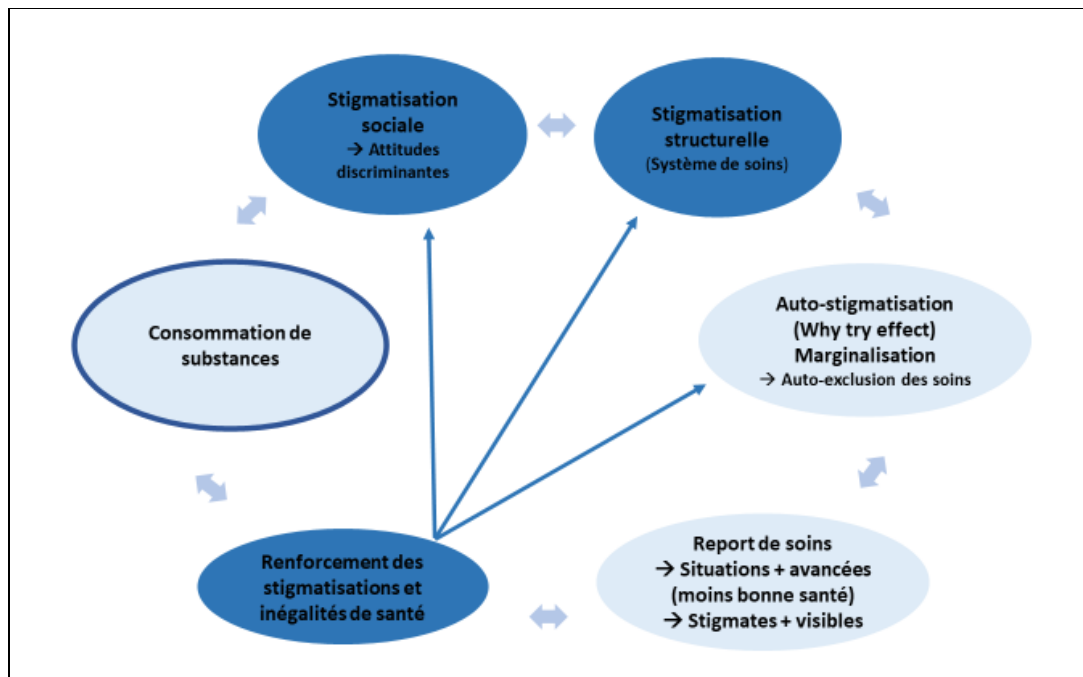 Stigmatisation
sociale
→ Attitudes
discriminantes
Stigmatisation
structurelle
(Système de soins)
Consommation de
substances
Auto-stigmatisation
(Why try effect)
Marginalisation
→ Auto-exclusion des soins
Renforcement des
stigmatisations et
inégalités de santé
Report de soins
→ Situations + avancées
(moins bonne santé)
→ Stigmates + visibles